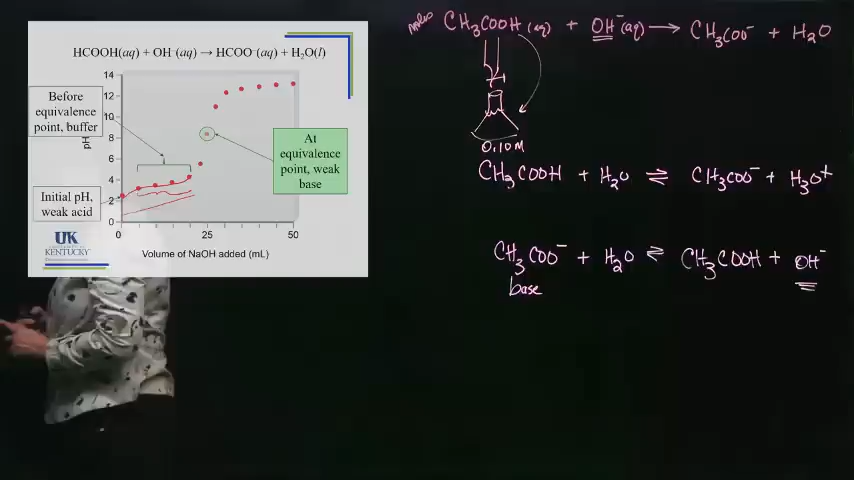 HCOOH(aq) + OH⁻(aq) → HCOO⁻(aq) + H₂O(l)
14
12
10
8
6
4
2
0
pH
0
25
50
Volume of NaOH added (mL)
Before
equivalence
point, buffer
Initial pH,
weak acid
At
equivalence
point, weak
base
UK
KENTUCKY
moles CH₃COOH (aq) + OH⁻(aq) → CH₃COO⁻ + H₂O
0.10M
CH₃COOH + H₂O ⇌ CH₃COO⁻ + H₃O⁺
CH₃COO⁻ + H₂O ⇌ CH₃COOH + OH⁻
base